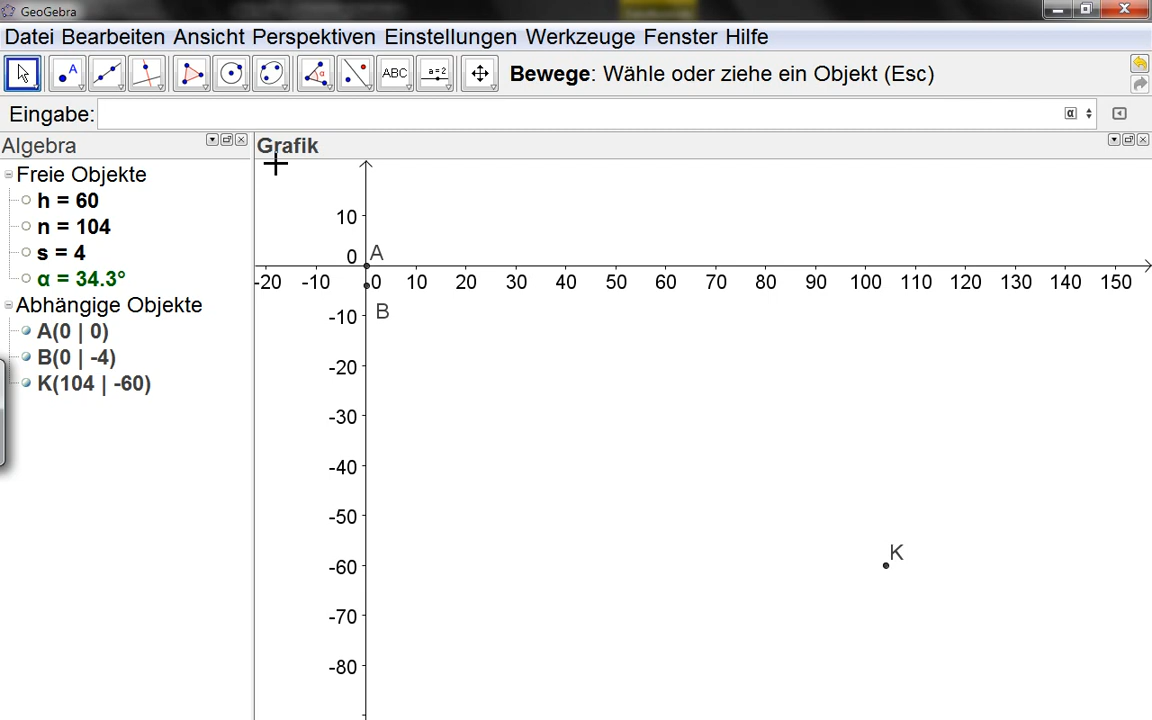 GeoGebra
Datei Bearbeiten Ansicht Perspektiven Einstellungen Werkzeuge Fenster Hilfe
A α ABC a=2 Bewege: Wähle oder ziehe ein Objekt (Esc)
Eingabe: α
Algebra
Grafik
Freie Objekte
h = 60
n = 104
s = 4
α = 34.3°
Abhängige Objekte
A(0 | 0)
B(0 | -4)
K(104 | -60)
10
0 A
-20 -10 0 10 20 30 40 50 60 70 80 90 100 110 120 130 140 150
B
-10
-20
-30
-40
-50
K
-60
-70
-80